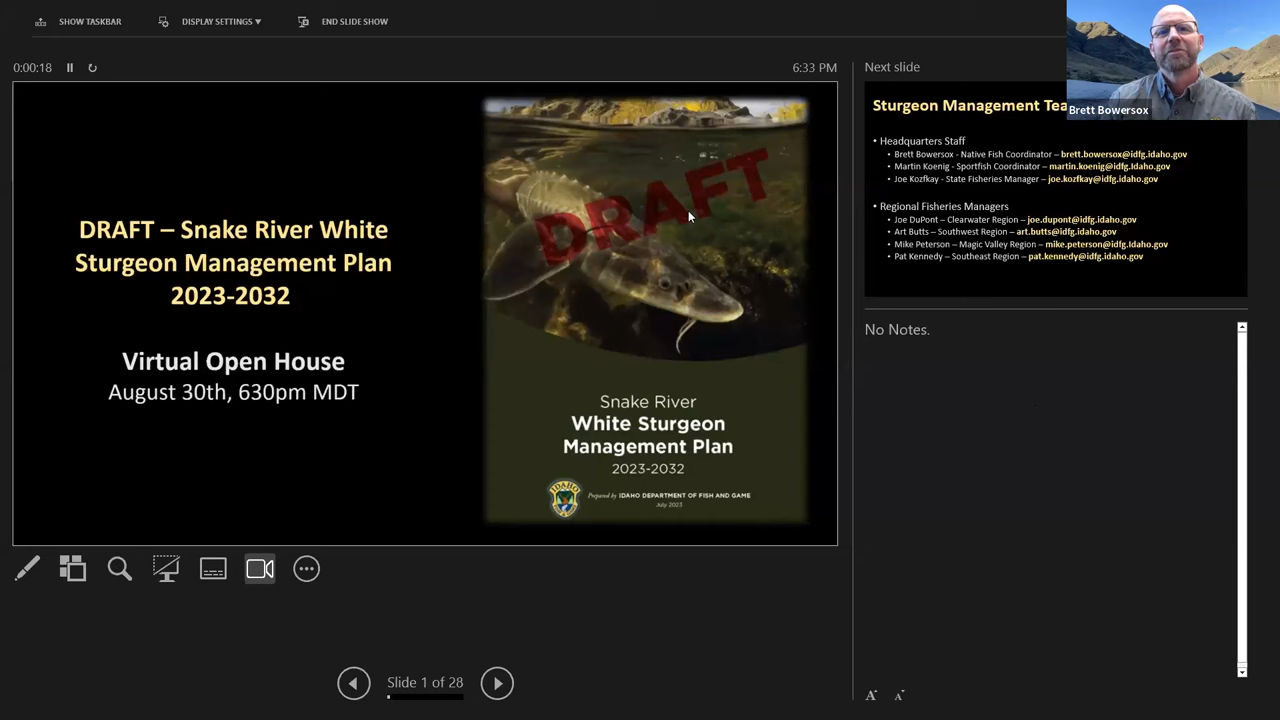 SHOW TASKBAR
DISPLAY SETTINGS ▾
END SLIDE SHOW
0:00:18
6:33 PM
DRAFT – Snake River White
Sturgeon Management Plan
2023-2032
Virtual Open House
August 30th, 630pm MDT
DRAFT
Snake River
White Sturgeon
Management Plan
2023-2032
IDAHO
Prepared by IDAHO DEPARTMENT OF FISH AND GAME
July 2023
Slide 1 of 28
Next slide
Sturgeon Management Tea
Brett Bowersox
• Headquarters Staff
• Brett Bowersox - Native Fish Coordinator – brett.bowersox@idfg.idaho.gov
• Martin Koenig - Sportfish Coordinator – martin.koenig@idfg.idaho.gov
• Joe Kozfkay - State Fisheries Manager – joe.kozfkay@idfg.idaho.gov
• Regional Fisheries Managers
• Joe DuPont – Clearwater Region – joe.dupont@idfg.idaho.gov
• Art Butts – Southwest Region – art.butts@idfg.idaho.gov
• Mike Peterson – Magic Valley Region – mike.peterson@idfg.Idaho.gov
• Pat Kennedy – Southeast Region – pat.kennedy@idfg.idaho.gov
No Notes.
A A